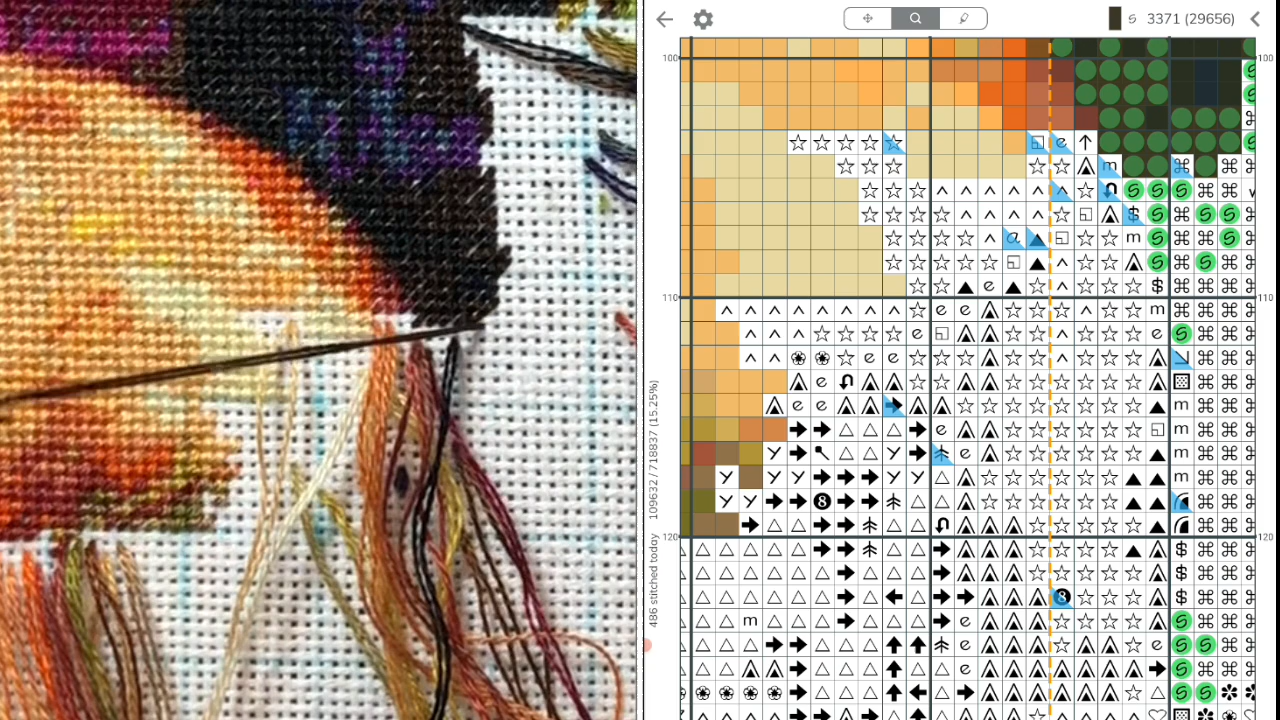 S 3371 (29656)
100
110
120
486 stitched today 109632 / 718837 (15.25%)